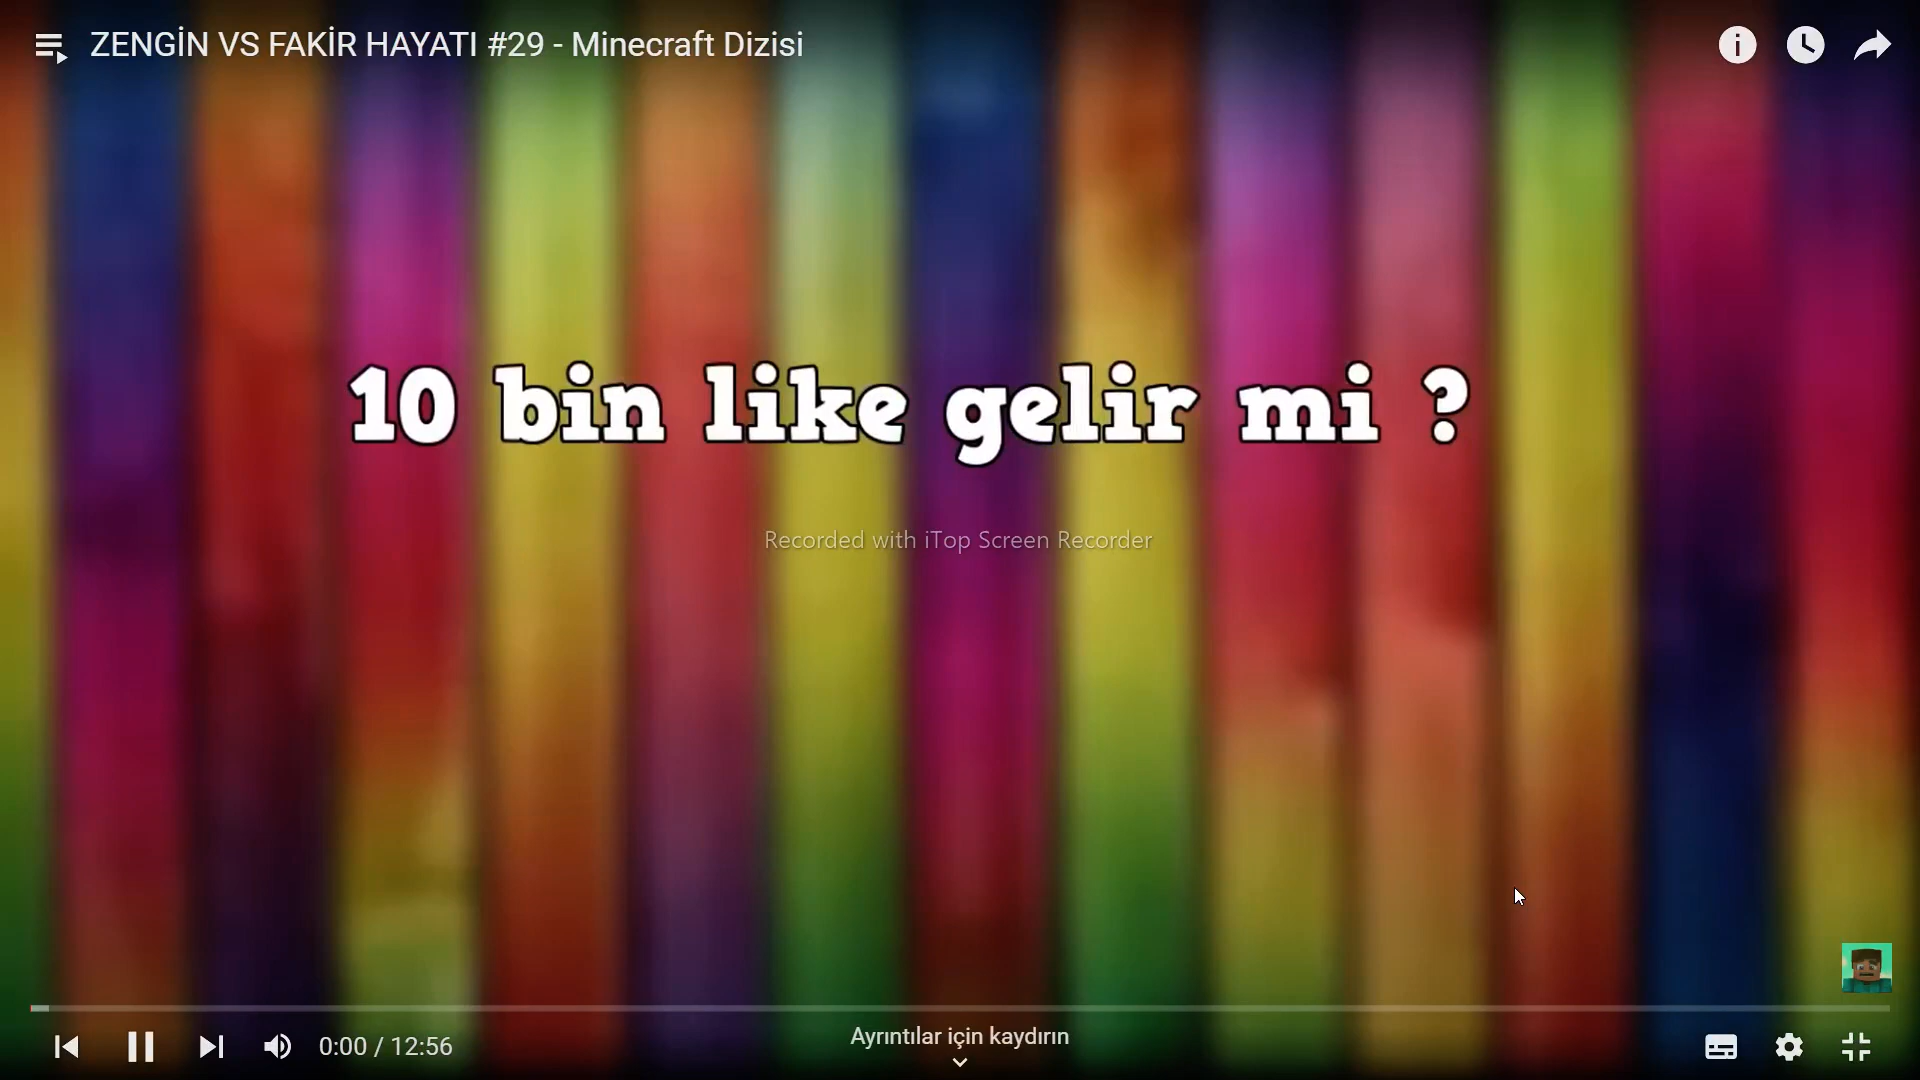 ZENGİN VS FAKİR HAYATI #29 - Minecraft Dizisi
10 bin like gelir mi ?
Recorded with iTop Screen Recorder
0:00 / 12:56
Ayrıntılar için kaydırın